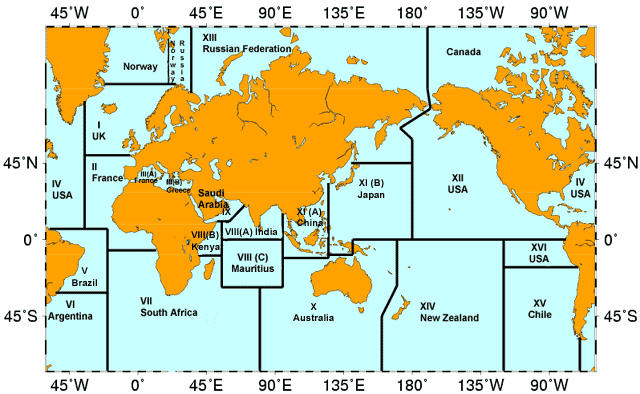 45˚W 0˚ 45˚E 90˚E 135˚E 180˚ 135˚W 90˚W
XIII
Russian Federation
Canada
Norway
Norway
Russia
I
UK
II
France
III(A)
France
III(B)
Greece
IV
USA
Saudi
Arabia
IX
XI (A)
China
XI (B)
Japan
XII
USA
IV
USA
45˚N
45˚N
VIII(B)
Kenya
VIII(A) India
0˚
0˚
VIII (C)
Mauritius
XVI
USA
V
Brazil
VI
Argentina
VII
South Africa
X
Australia
XIV
New Zealand
XV
Chile
45˚S
45˚S
45˚W 0˚ 45˚E 90˚E 135˚E 180˚ 135˚W 90˚W